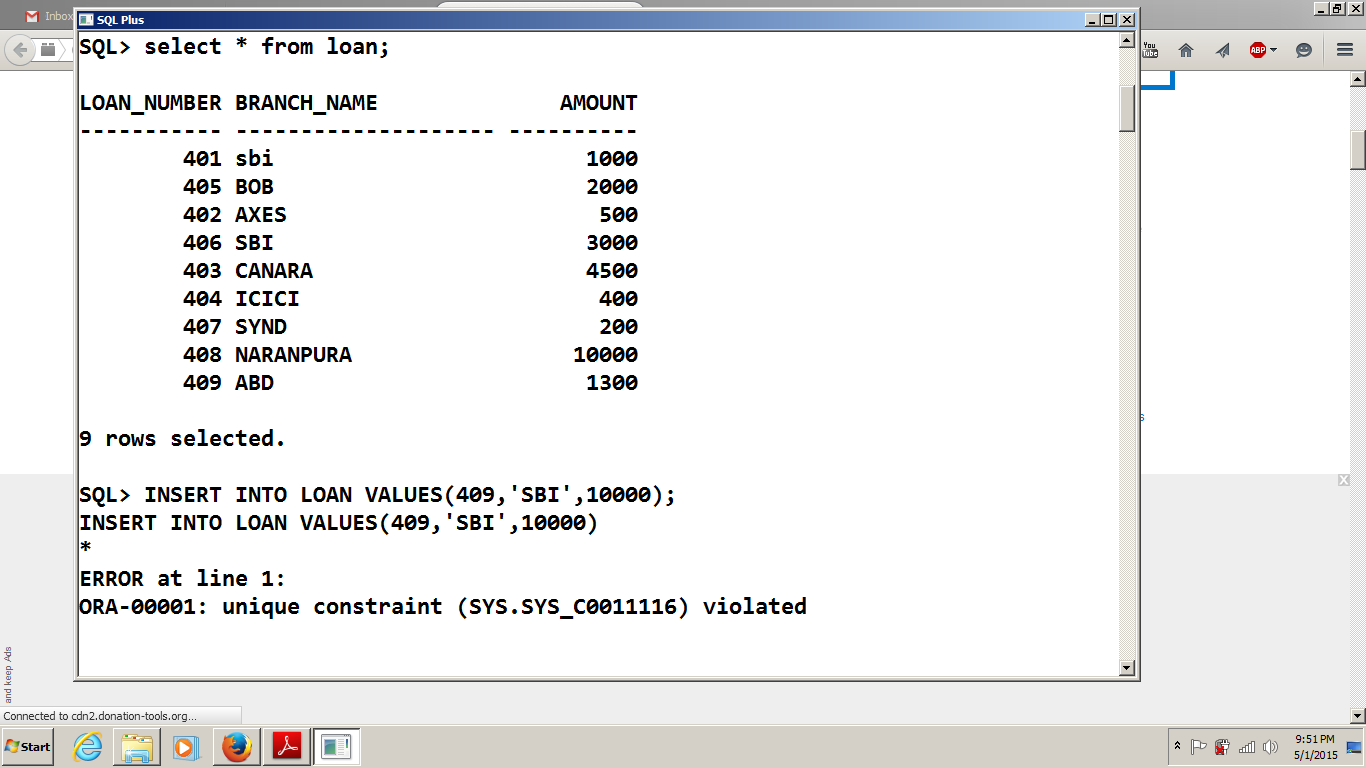 Inbox
SQL Plus
You
Tube
ABP
SQL> select * from loan;
LOAN_NUMBER BRANCH_NAME                AMOUNT
----------- -------------------- ----------
401 sbi 1000
405 BOB 2000
402 AXES 500
406 SBI 3000
403 CANARA 4500
404 ICICI 400
407 SYND 200
408 NARANPURA 10000
409 ABD 1300
9 rows selected.
SQL> INSERT INTO LOAN VALUES(409,'SBI',10000);
INSERT INTO LOAN VALUES(409,'SBI',10000)
*
ERROR at line 1:
ORA-00001: unique constraint (SYS.SYS_C0011116) violated
and keep Ads
Connected to cdn2.donation-tools.org...
Start
9:51 PM
5/1/2015